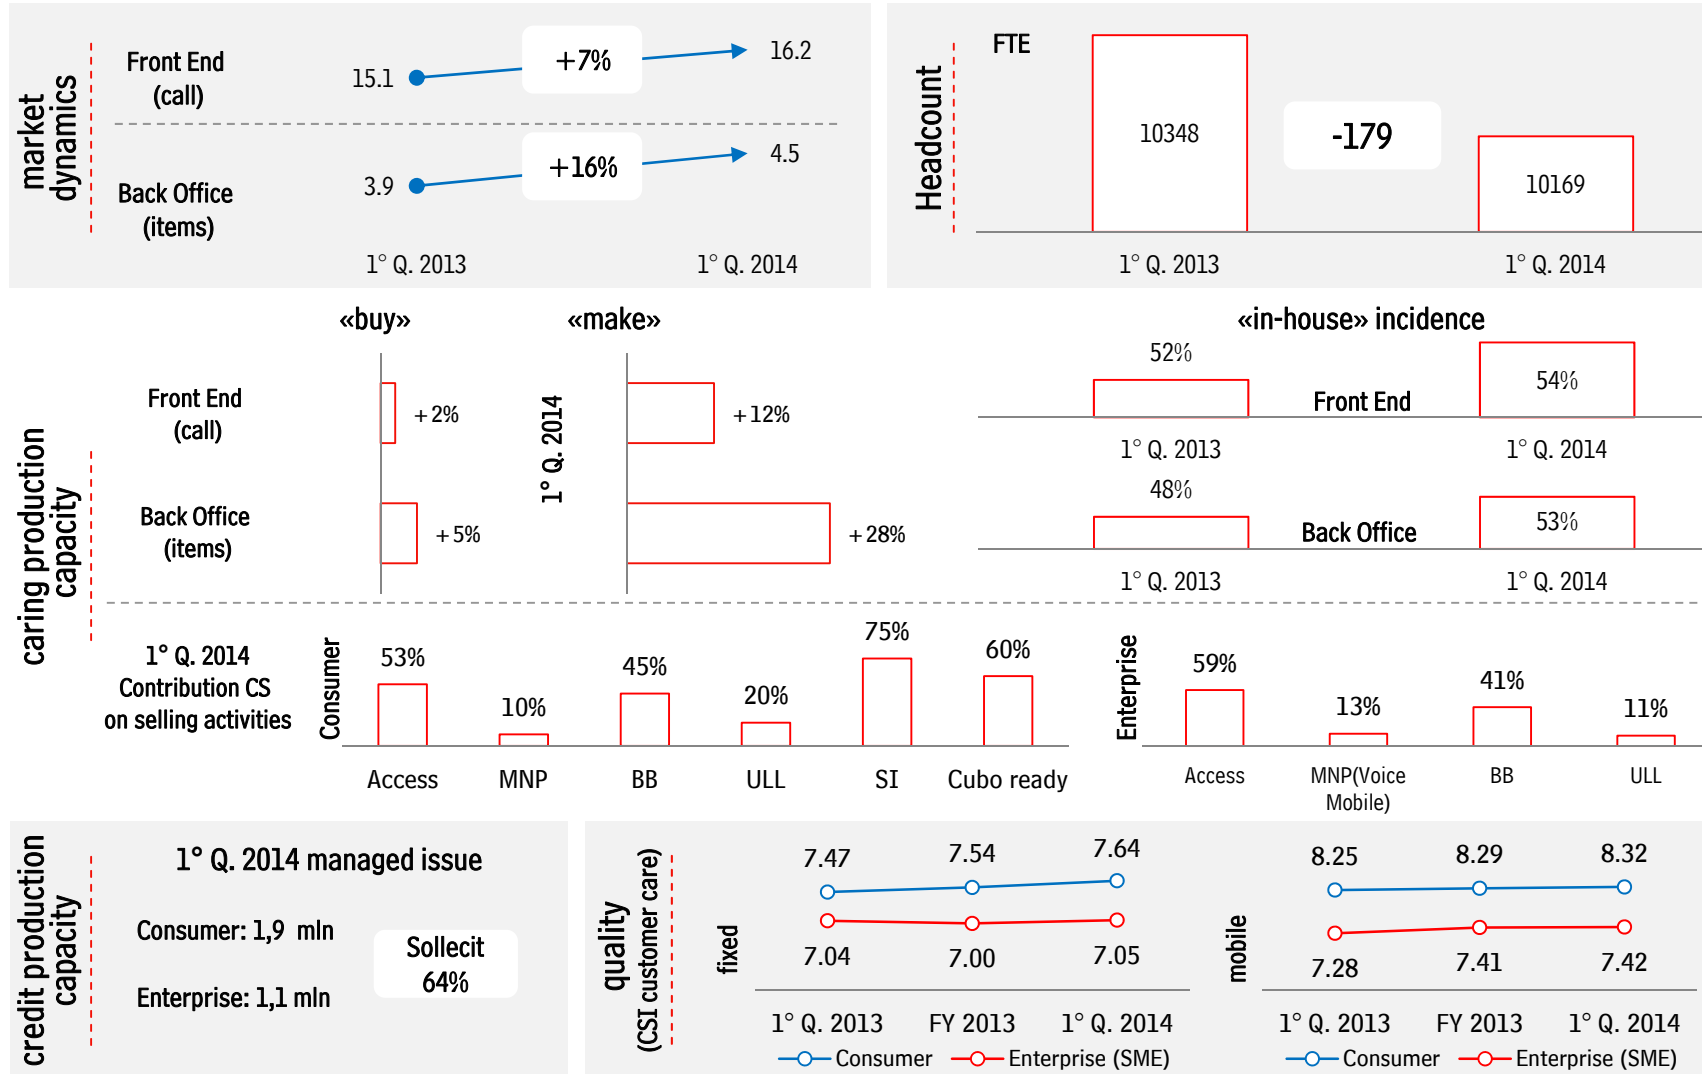 market
dynamics
Front End
(call)
15.1
+7%
16.2
Back Office
(items)
3.9
+16%
4.5
1° Q. 2013
1° Q. 2014
Headcount
FTE
10348
-179
10169
1° Q. 2013
1° Q. 2014
caring production
capacity
«buy»
«make»
Front End
(call)
+2%
+12%
1° Q. 2014
Back Office
(items)
+5%
+28%
«in-house» incidence
52%
54%
Front End
1° Q. 2013
1° Q. 2014
48%
53%
Back Office
1° Q. 2013
1° Q. 2014
1° Q. 2014
Contribution CS
on selling activities
Consumer
53%
10%
45%
20%
75%
60%
Access
MNP
BB
ULL
SI
Cubo ready
Enterprise
59%
13%
41%
11%
Access
MNP(Voice
Mobile)
BB
ULL
credit production
capacity
1° Q. 2014 managed issue
Consumer: 1,9 mln
Enterprise: 1,1 mln
Sollecit
64%
quality
(CSI customer care)
fixed
7.47
7.54
7.64
7.04
7.00
7.05
1° Q. 2013
FY 2013
1° Q. 2014
Consumer
Enterprise (SME)
mobile
8.25
8.29
8.32
7.28
7.41
7.42
1° Q. 2013
FY 2013
1° Q. 2014
Consumer
Enterprise (SME)